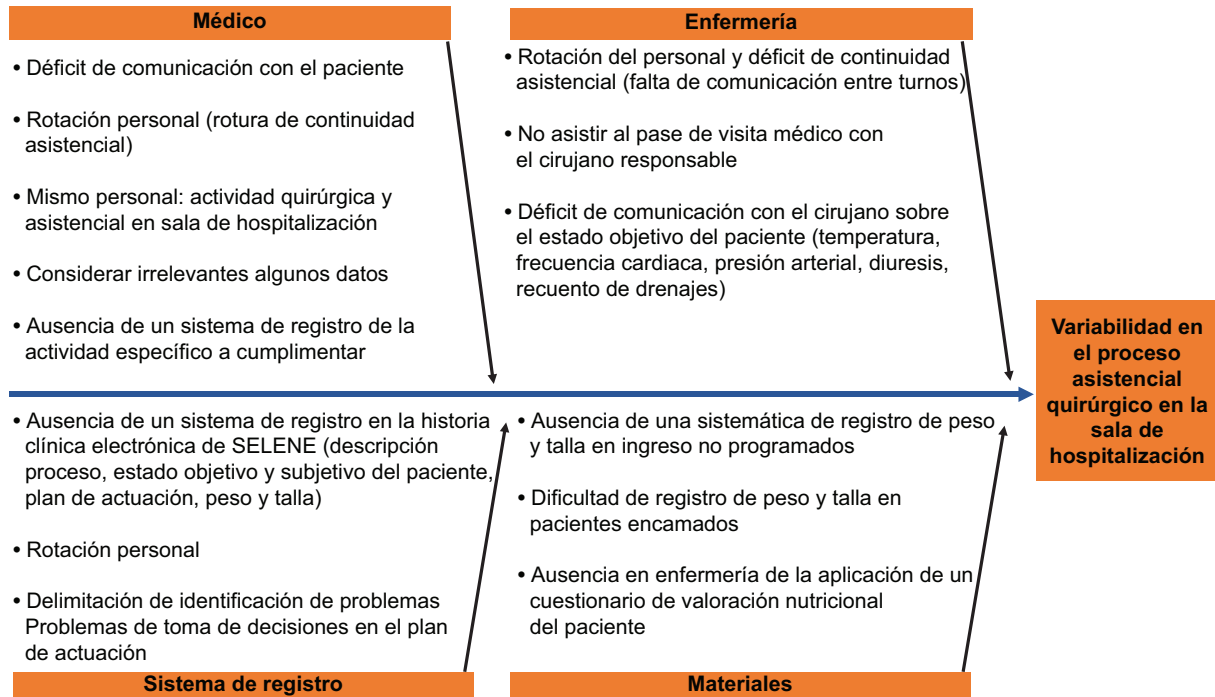 Médico
• Déficit de comunicación con el paciente
• Rotación personal (rotura de continuidad
asistencial)
• Mismo personal: actividad quirúrgica y
asistencial en sala de hospitalización
• Considerar irrelevantes algunos datos
• Ausencia de un sistema de registro de la
actividad específico a cumplimentar
Enfermería
• Rotación del personal y déficit de continuidad
asistencial (falta de comunicación entre turnos)
• No asistir al pase de visita médico con
el cirujano responsable
• Déficit de comunicación con el cirujano sobre
el estado objetivo del paciente (temperatura,
frecuencia cardiaca, presión arterial, diuresis,
recuento de drenajes)
Variabilidad en
el proceso
asistencial
quirúrgico en la
sala de
hospitalización
• Ausencia de un sistema de registro en la historia
clínica electrónica de SELENE (descripción
proceso, estado objetivo y subjetivo del paciente,
plan de actuación, peso y talla)
• Rotación personal
• Delimitación de identificación de problemas
Problemas de toma de decisiones en el plan
de actuación
Sistema de registro
• Ausencia de una sistemática de registro de peso
y talla en ingreso no programados
• Dificultad de registro de peso y talla en
pacientes encamados
• Ausencia en enfermería de la aplicación de un
cuestionario de valoración nutricional
del paciente
Materiales